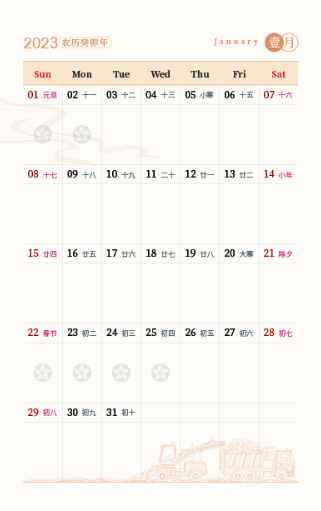 2023 农历癸卯年
January 壹月
Sun Mon Tue Wed Thu Fri Sat
01 元旦 02 十一 03 十二 04 十三 05 小寒 06 十五 07 十六
08 十七 09 十八 10 十九 11 二十 12 廿一 13 廿二 14 小年
15 廿四 16 廿五 17 廿六 18 廿七 19 廿八 20 大寒 21 除夕
22 春节 23 初二 24 初三 25 初四 26 初五 27 初六 28 初七
29 初八 30 初九 31 初十